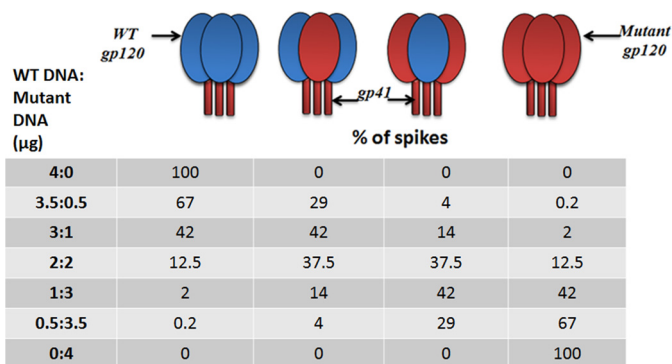 WT
gp120
Mutant
gp120
gp41
WT DNA:
Mutant
DNA
(µg)
% of spikes
4:0 100 0 0 0
3.5:0.5 67 29 4 0.2
3:1 42 42 14 2
2:2 12.5 37.5 37.5 12.5
1:3 2 14 42 42
0.5:3.5 0.2 4 29 67
0:4 0 0 0 100